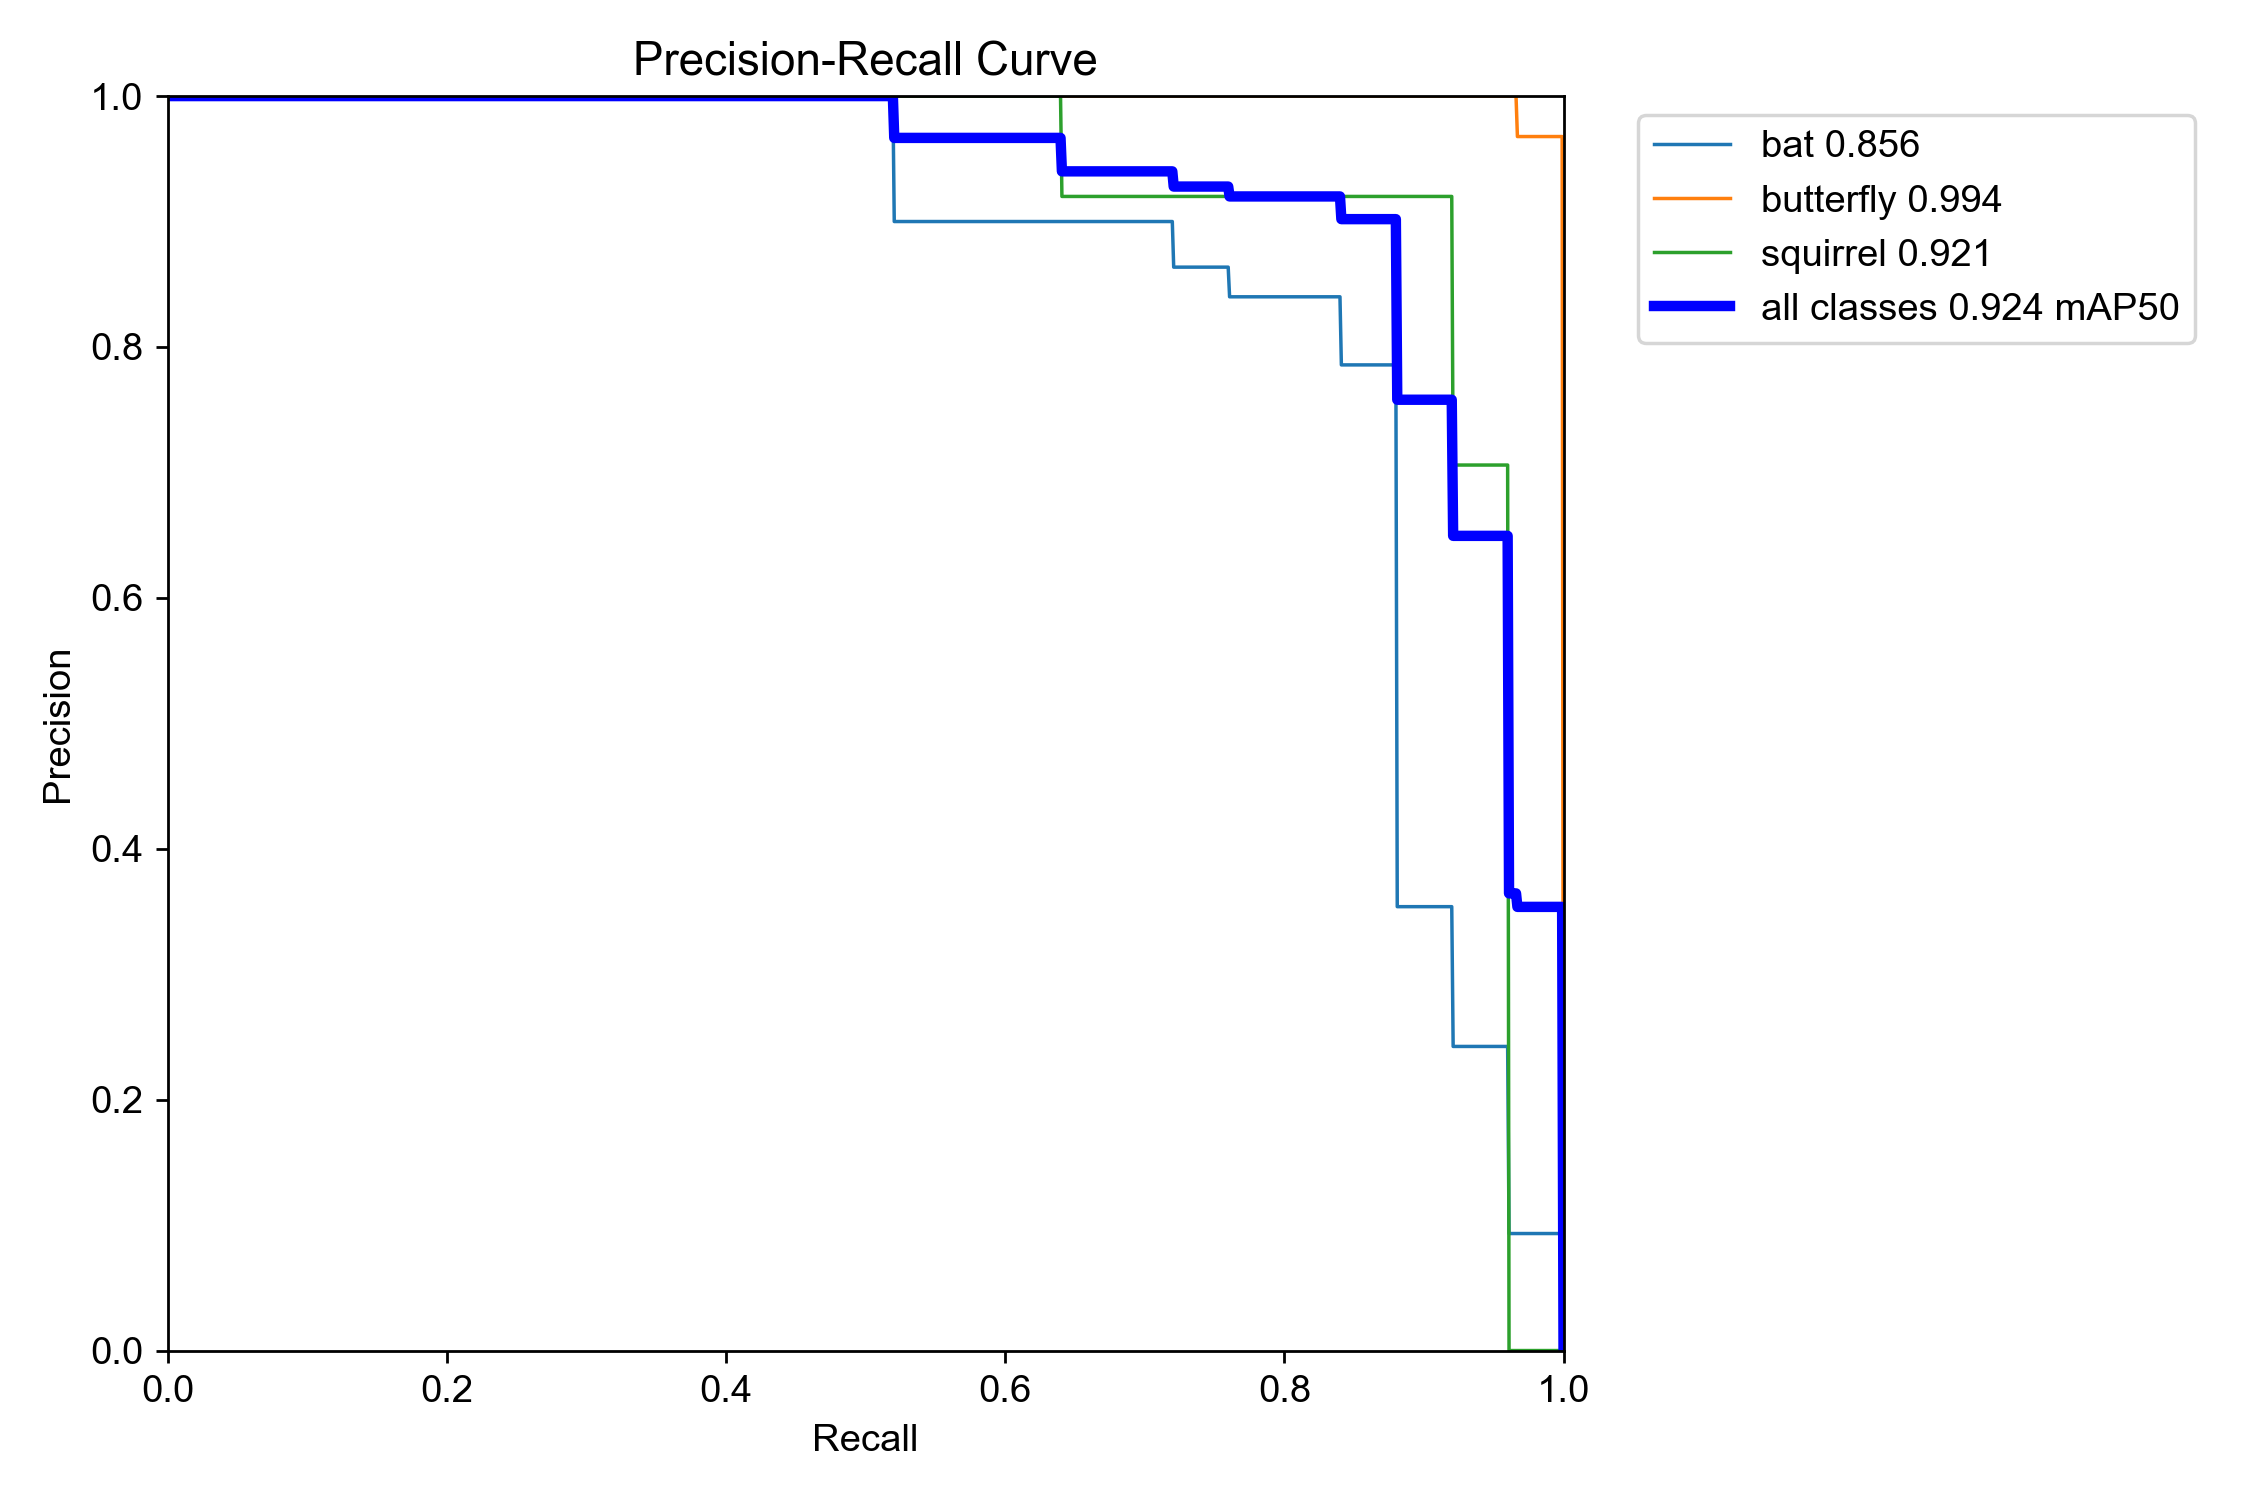 Precision-Recall Curve
1.0
0.8
0.6
0.4
0.2
0.0
Precision
0.0 0.2 0.4 0.6 0.8 1.0
Recall
bat 0.856
butterfly 0.994
squirrel 0.921
all classes 0.924 mAP50